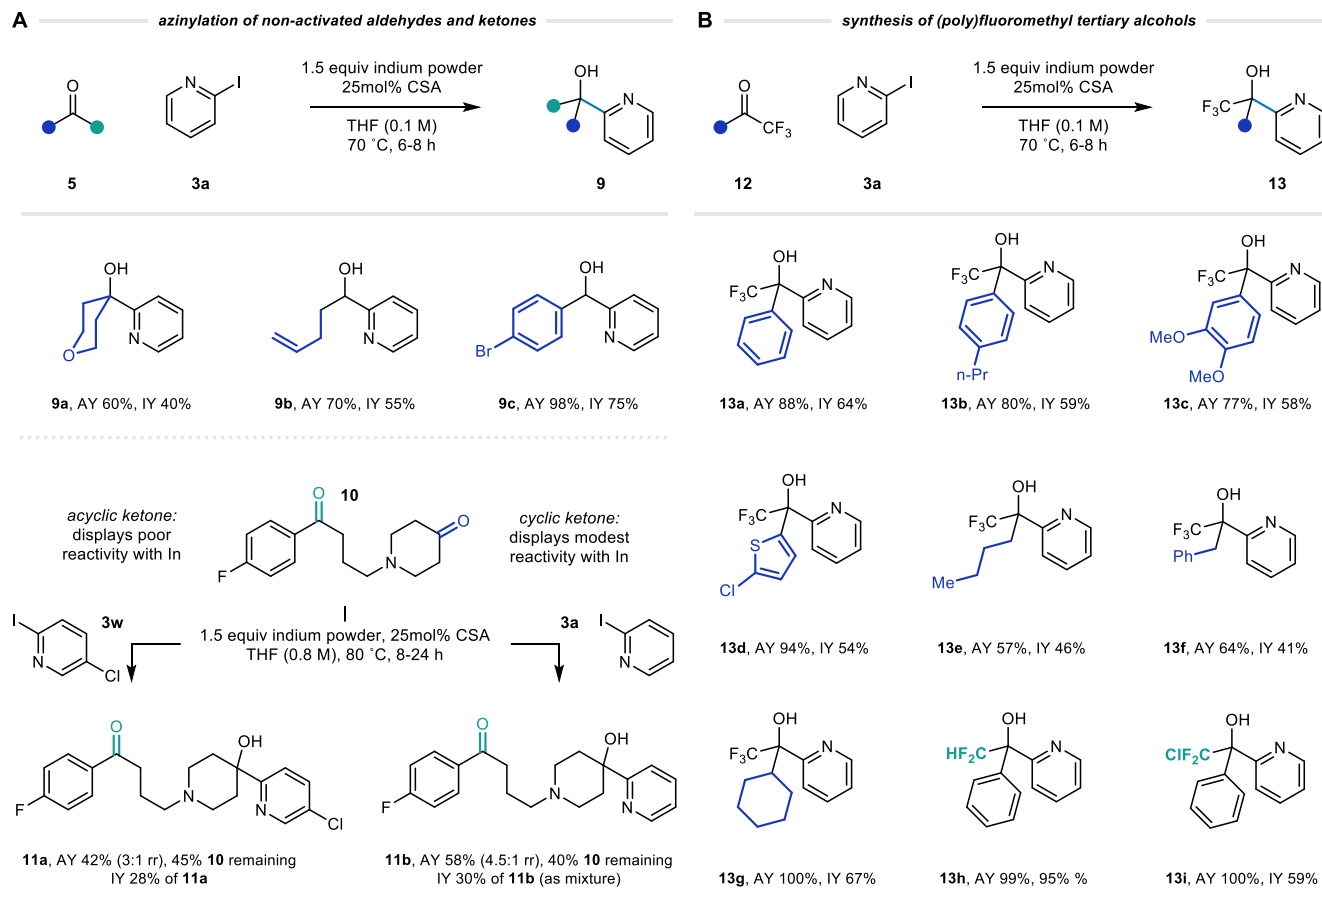 A
azinylation of non-activated aldehydes and ketones
O
N
I
1.5 equiv indium powder
25mol% CSA
THF (0.1 M)
70 ˚C, 6-8 h
OH
N
5
3a
9
OH
N
O
9a, AY 60%, IY 40%
OH
N
9b, AY 70%, IY 55%
OH
N
Br
9c, AY 98%, IY 75%
acyclic ketone:
displays poor
reactivity with In
O
10
F
N
O
cyclic ketone:
displays modest
reactivity with In
I
1.5 equiv indium powder, 25mol% CSA
THF (0.8 M), 80 ˚C, 8-24 h
I
N
Cl
3w
3a
I
N
O
F
N
OH
N
Cl
11a, AY 42% (3:1 rr), 45% 10 remaining
IY 28% of 11a
O
F
N
OH
N
11b, AY 58% (4.5:1 rr), 40% 10 remaining
IY 30% of 11b (as mixture)
B
synthesis of (poly)fluoromethyl tertiary alcohols
O
CF3
N
I
1.5 equiv indium powder
25mol% CSA
THF (0.1 M)
70 ˚C, 6-8 h
OH
F3C
N
12
3a
13
OH
F3C
N
13a, AY 88%, IY 64%
OH
F3C
N
n-Pr
13b, AY 80%, IY 59%
OH
F3C
N
MeO
MeO
13c, AY 77%, IY 58%
OH
F3C
N
S
Cl
13d, AY 94%, IY 54%
OH
F3C
N
Me
13e, AY 57%, IY 46%
OH
F3C
N
Ph
13f, AY 64%, IY 41%
OH
F3C
N
13g, AY 100%, IY 67%
OH
HF2C
N
13h, AY 99%, 95% %
OH
ClF2C
N
13i, AY 100%, IY 59%